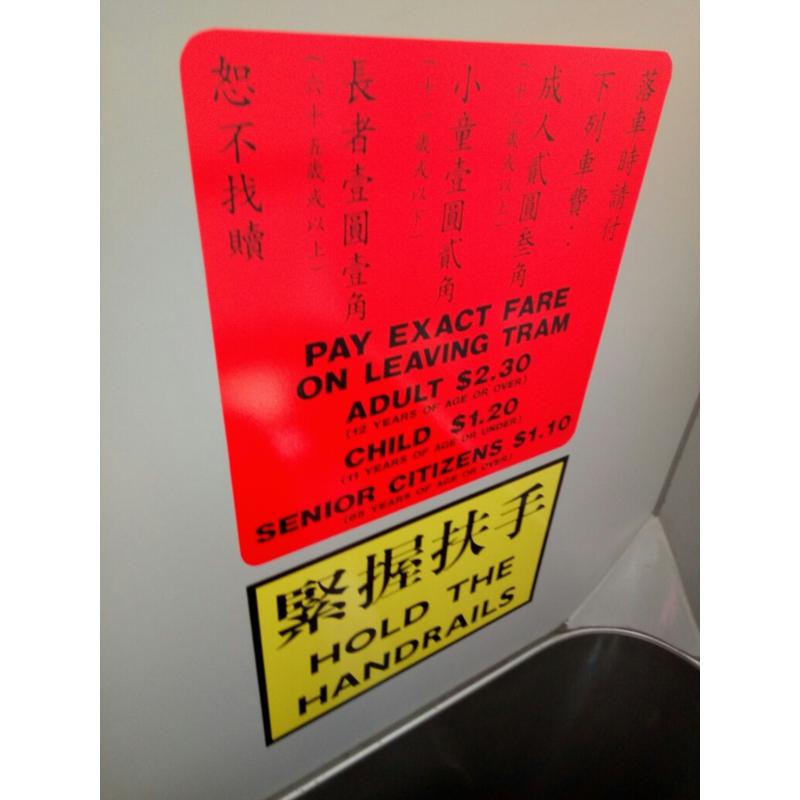 落車時請付
下列車費：
成人貳圓叁角
（十二歲或以上）
小童壹圓貳角
（十一歲或以下）
長者壹圓壹角
（六十五歲或以上）
恕不找贖
PAY EXACT FARE
ON LEAVING TRAM
ADULT $2.30
(12 YEARS OF AGE OR OVER)
CHILD $1.20
(11 YEARS OF AGE OR UNDER)
SENIOR CITIZENS $1.10
(65 YEARS OF AGE OR OVER)
緊握扶手
HOLD THE
HANDRAILS